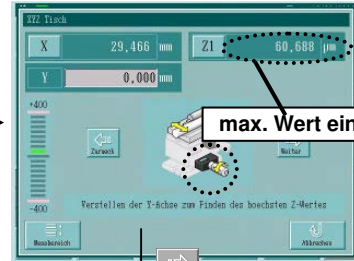 XYZ Tisch
X 29,466 mm Z1 60,688 µm
Y 0,000 mm
+400
max. Wert ein
Zurueck Weiter
-400
Verstellen der Y-Achse zum Finden des hoechsten Z-Wertes
Messbereich Abbrechen